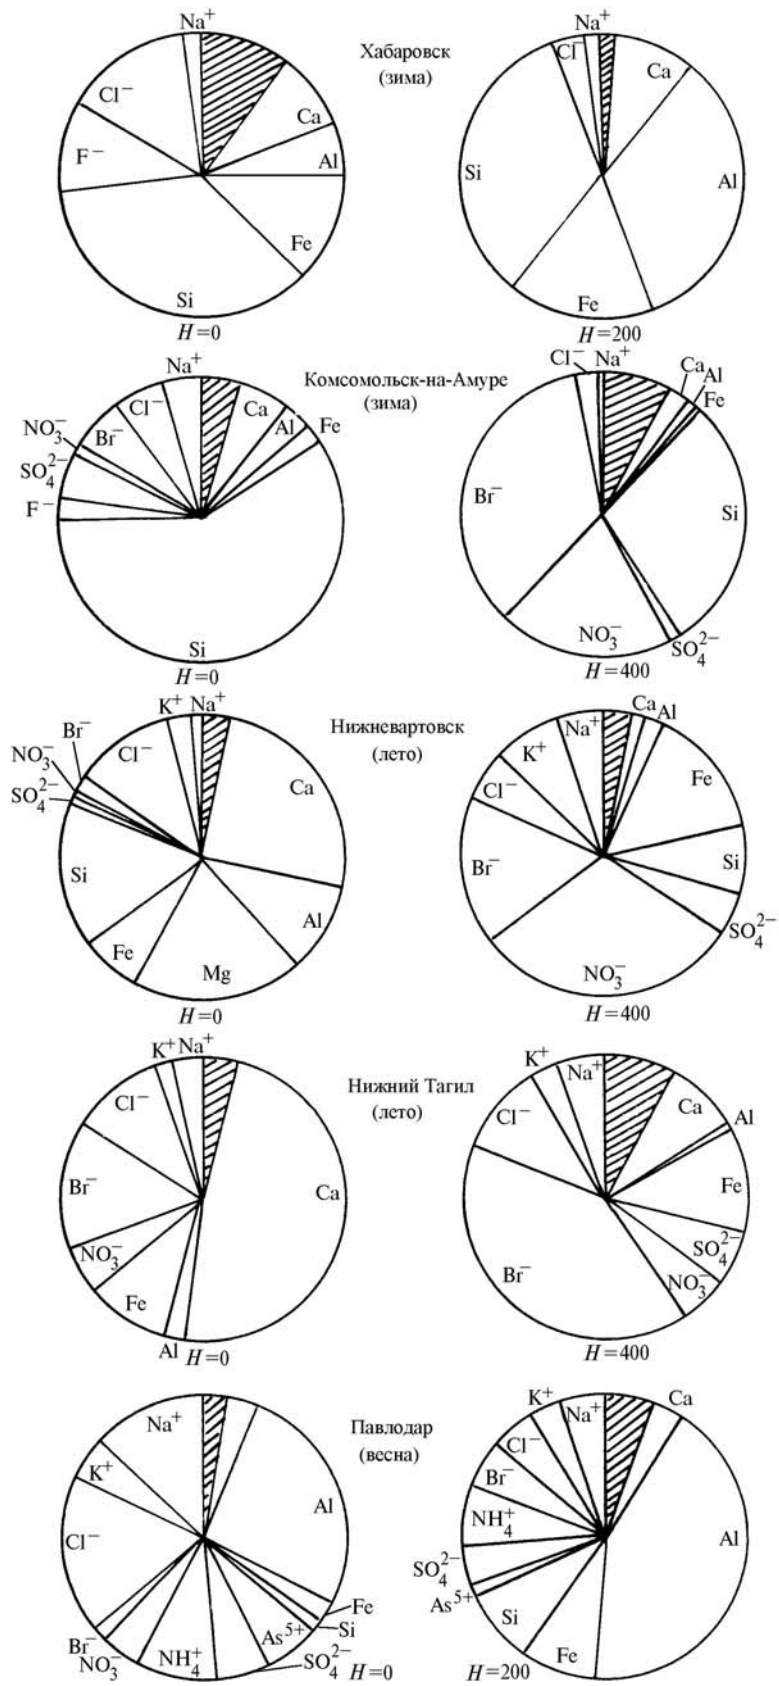 Na⁺
Хабаровск
(зима)
Cl⁻
Ca
F⁻
Al
Fe
Si
H=0
Na⁺
Cl⁻
Ca
Si
Al
Fe
H=200
Комсомольск-на-Амуре
(зима)
Na⁺
Cl⁻
Ca
Al
Fe
NO₃⁻
Br⁻
SO₄²⁻
F⁻
Si
H=0
Cl⁻
Na⁺
Ca
Al
Fe
Br⁻
Si
NO₃⁻
SO₄²⁻
H=400
Нижневартовск
(лето)
K⁺
Na⁺
Br⁻
Cl⁻
NO₃⁻
SO₄²⁻
Ca
Si
Al
Fe
Mg
H=0
Na⁺
Ca
Al
K⁺
Fe
Cl⁻
Br⁻
Si
SO₄²⁻
NO₃⁻
H=400
Нижний Тагил
(лето)
K⁺
Na⁺
Cl⁻
Ca
Br⁻
NO₃⁻
Fe
Al
H=0
K⁺
Na⁺
Cl⁻
Ca
Al
Fe
SO₄²⁻
Br⁻
NO₃⁻
H=400
Павлодар
(весна)
Na⁺
K⁺
Al
Cl⁻
Fe
Si
As⁵⁺
Br⁻
NO₃⁻
NH₄⁺
SO₄²⁻
H=0
K⁺
Na⁺
Ca
Cl⁻
Br⁻
NH₄⁺
Al
SO₄²⁻
As⁵⁺
Si
Fe
H=200